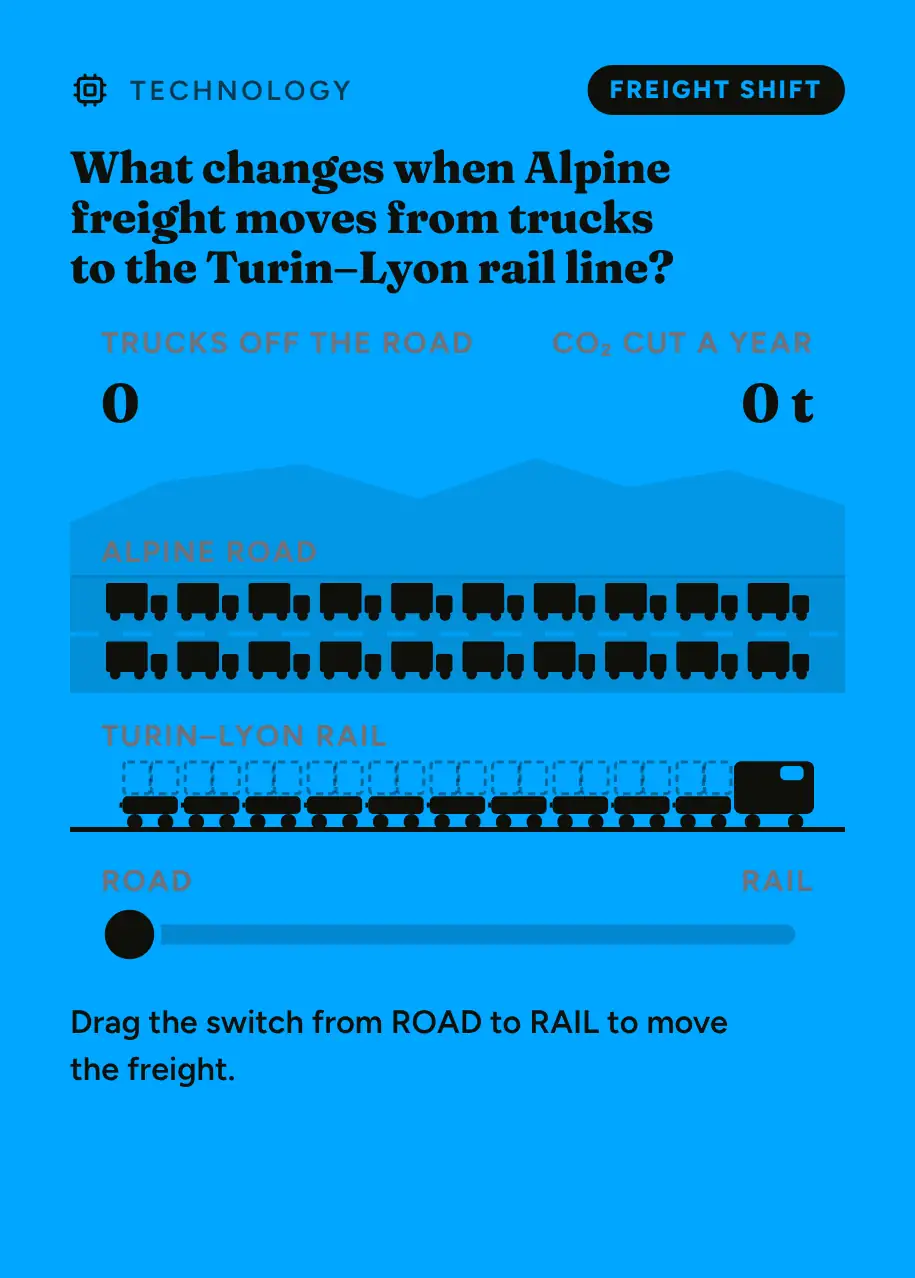 TECHNOLOGY
FREIGHT SHIFT
What changes when Alpine
freight moves from trucks
to the Turin–Lyon rail line?
TRUCKS OFF THE ROAD
CO₂ CUT A YEAR
0
0 t
ALPINE ROAD
TURIN–LYON RAIL
ROAD
RAIL
Drag the switch from ROAD to RAIL to move
the freight.